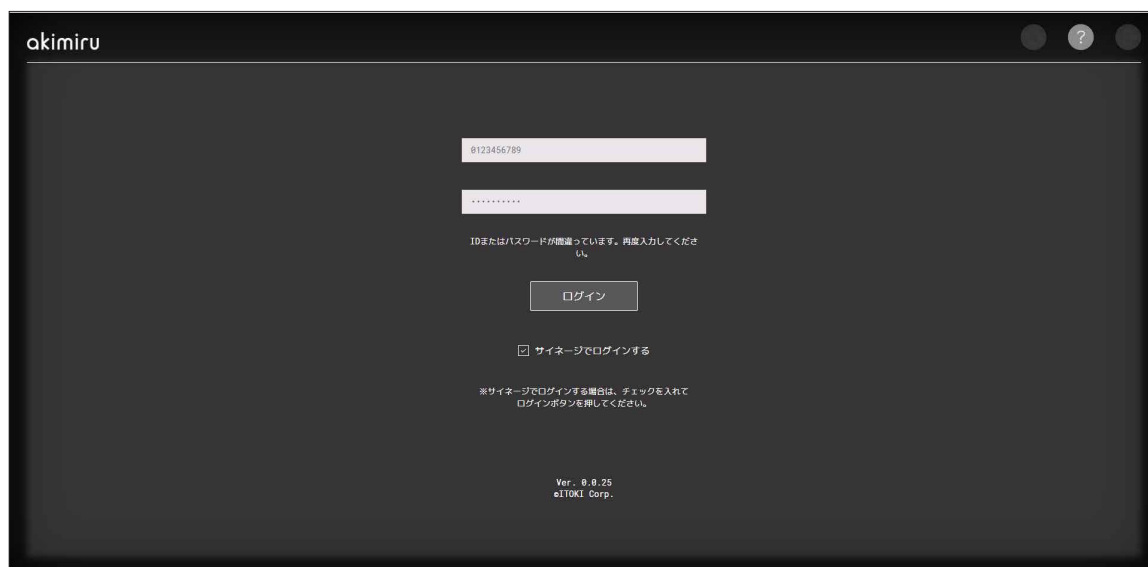 akimiru
?
0123456789
··········
IDまたはパスワードが間違っています。再度入力してくださ
い。
ログイン
サイネージでログインする
※サイネージでログインする場合は、チェックを入れて
ログインボタンを押してください。
Ver. 0.0.25
©ITOKI Corp.